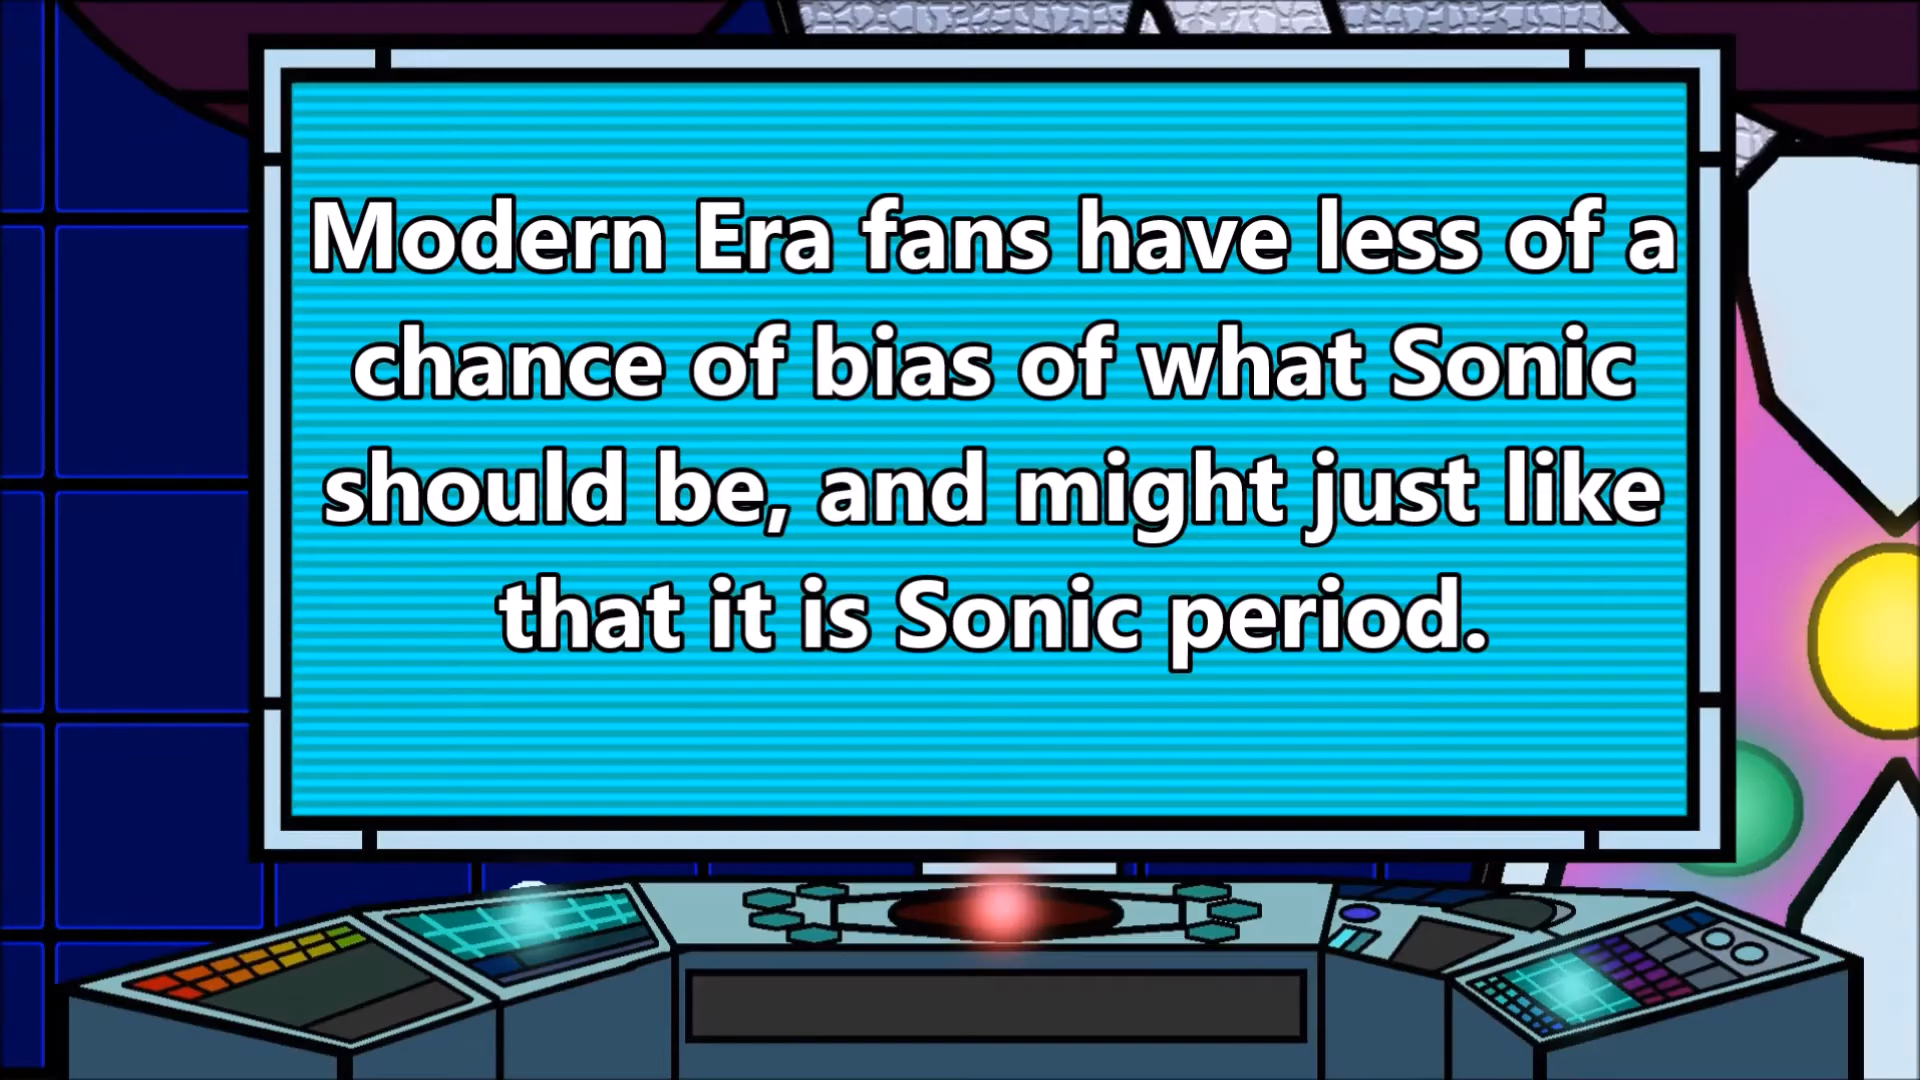 Modern Era fans have less of a
chance of bias of what Sonic
should be, and might just like
that it is Sonic period.